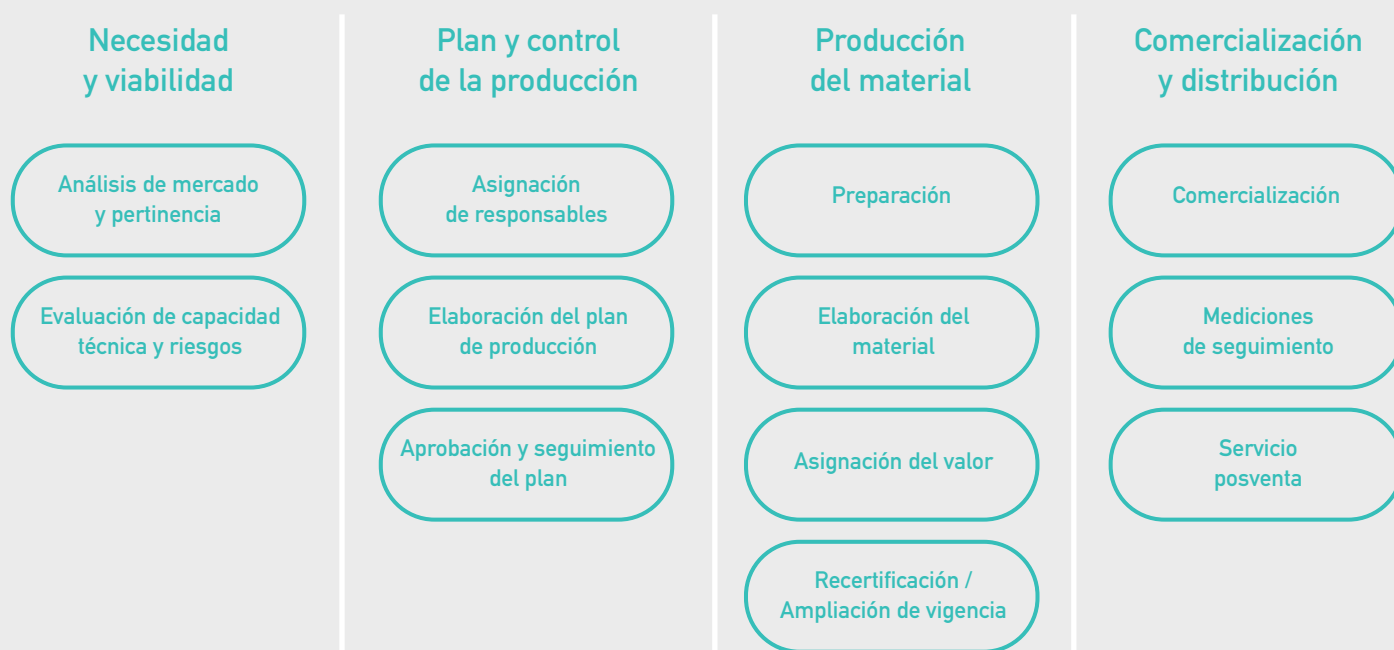 Necesidad
y viabilidad
Análisis de mercado
y pertinencia
Evaluación de capacidad
técnica y riesgos
Plan y control
de la producción
Asignación
de responsables
Elaboración del plan
de producción
Aprobación y seguimiento
del plan
Producción
del material
Preparación
Elaboración del
material
Asignación del valor
Recertificación /
Ampliación de vigencia
Comercialización
y distribución
Comercialización
Mediciones
de seguimiento
Servicio
posventa